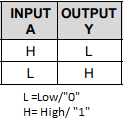 INPUT OUTPUT
A Y
H L
L H
L =Low/"0"
H= High/ "1"